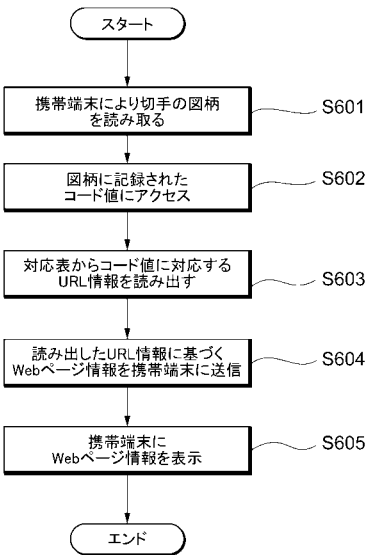 スタート
携帯端末により切手の図柄
を読み取る
S601
図柄に記録された
コード値にアクセス
S602
対応表からコード値に対応する
URL情報を読み出す
S603
読み出したURL情報に基づく
Webページ情報を携帯端末に送信
S604
携帯端末に
Webページ情報を表示
S605
エンド